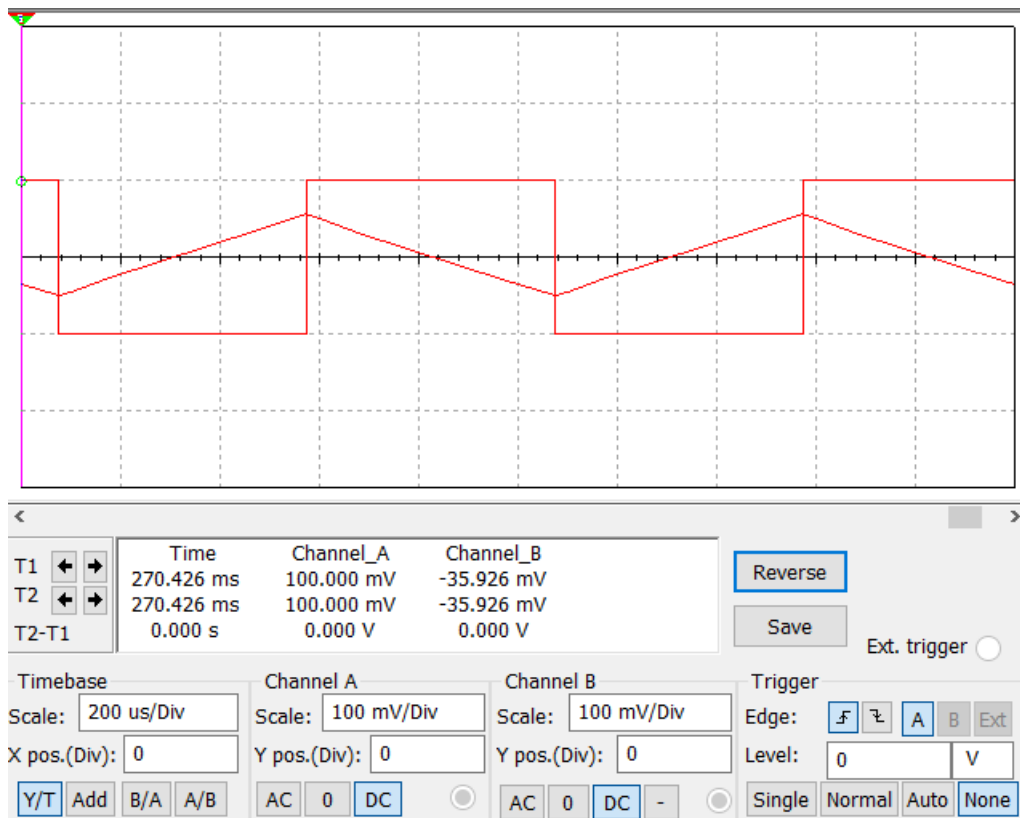 Time Channel_A Channel_B
T1 270.426 ms 100.000 mV -35.926 mV
T2 270.426 ms 100.000 mV -35.926 mV
T2-T1 0.000 s 0.000 V 0.000 V
Reverse
Save
Ext. trigger
Timebase
Scale: 200 us/Div
X pos.(Div): 0
Y/T Add B/A A/B
Channel A
Scale: 100 mV/Div
Y pos.(Div): 0
AC 0 DC
Channel B
Scale: 100 mV/Div
Y pos.(Div): 0
AC 0 DC -
Trigger
Edge: A B Ext
Level: 0 V
Single Normal Auto None